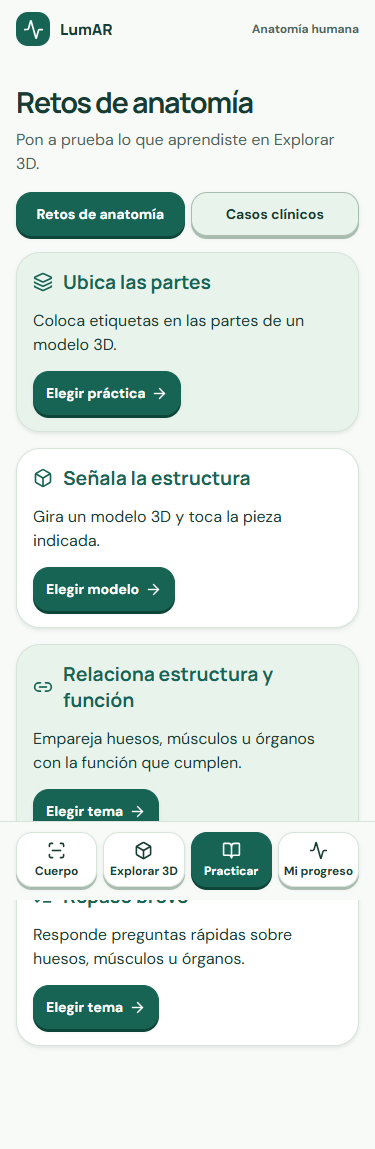 LumAR
Anatomía humana
Retos de anatomía
Pon a prueba lo que aprendiste en Explorar
3D.
Retos de anatomía
Casos clínicos
Ubica las partes
Coloca etiquetas en las partes de un
modelo 3D.
Elegir práctica
Señala la estructura
Gira un modelo 3D y toca la pieza
indicada.
Elegir modelo
Relaciona estructura y
función
Empareja huesos, músculos u órganos
con la función que cumplen.
Elegir tema
Cuerpo
Explorar 3D
Practicar
Mi progreso
Responde preguntas rápidas sobre
huesos, músculos u órganos.
Elegir tema